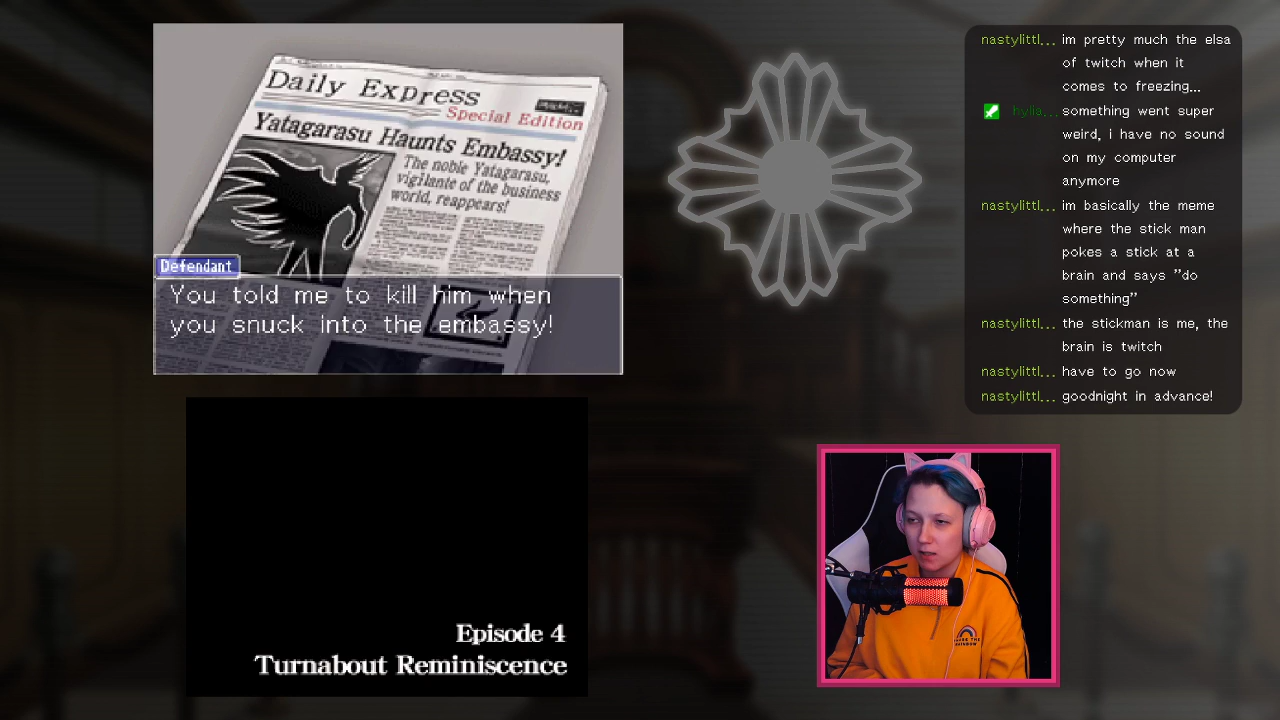 Daily Express
Special Edition
Yatagarasu Haunts Embassy!
The noble Yatagarasu,
vigilante of the business
world, reappears!
Defendant
You told me to kill him when
you snuck into the embassy!
Episode 4
Turnabout Reminiscence
nastylittl... im pretty much the elsa
of twitch when it
comes to freezing...
hylia... something went super
weird, i have no sound
on my computer
anymore
nastylittl... im basically the meme
where the stick man
pokes a stick at a
brain and says "do
something"
nastylittl... the stickman is me, the
brain is twitch
nastylittl... have to go now
nastylittl... goodnight in advance!